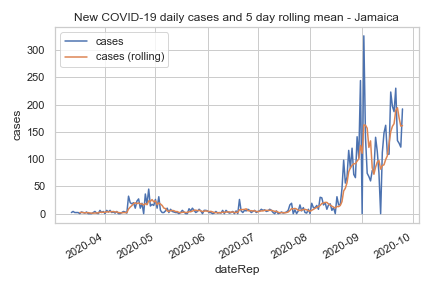 New COVID-19 daily cases and 5 day rolling mean - Jamaica
cases
cases (rolling)
300
250
200
150
100
50
0
cases
2020-04
2020-05
2020-06
2020-07
2020-08
2020-09
2020-10
dateRep